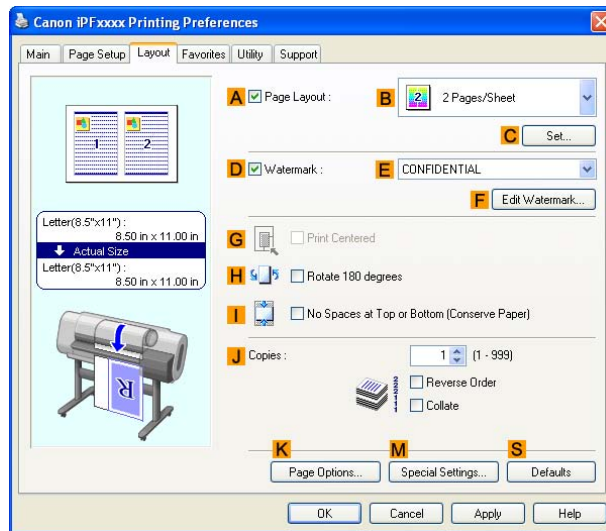 Canon iPFxxxx Printing Preferences
Main Page Setup Layout Favorites Utility Support
A Page Layout : B 2 2 Pages/Sheet
C Set...
1 2
D Watermark : E CONFIDENTIAL
F Edit Watermark...
Letter(8.5"x11") :
8.50 in x 11.00 in
Actual Size
Letter(8.5"x11") :
8.50 in x 11.00 in
G Print Centered
H Rotate 180 degrees
I No Spaces at Top or Bottom (Conserve Paper)
J Copies : 1 (1 - 999)
Reverse Order
Collate
R
K M S
Page Options... Special Settings... Defaults
OK Cancel Apply Help